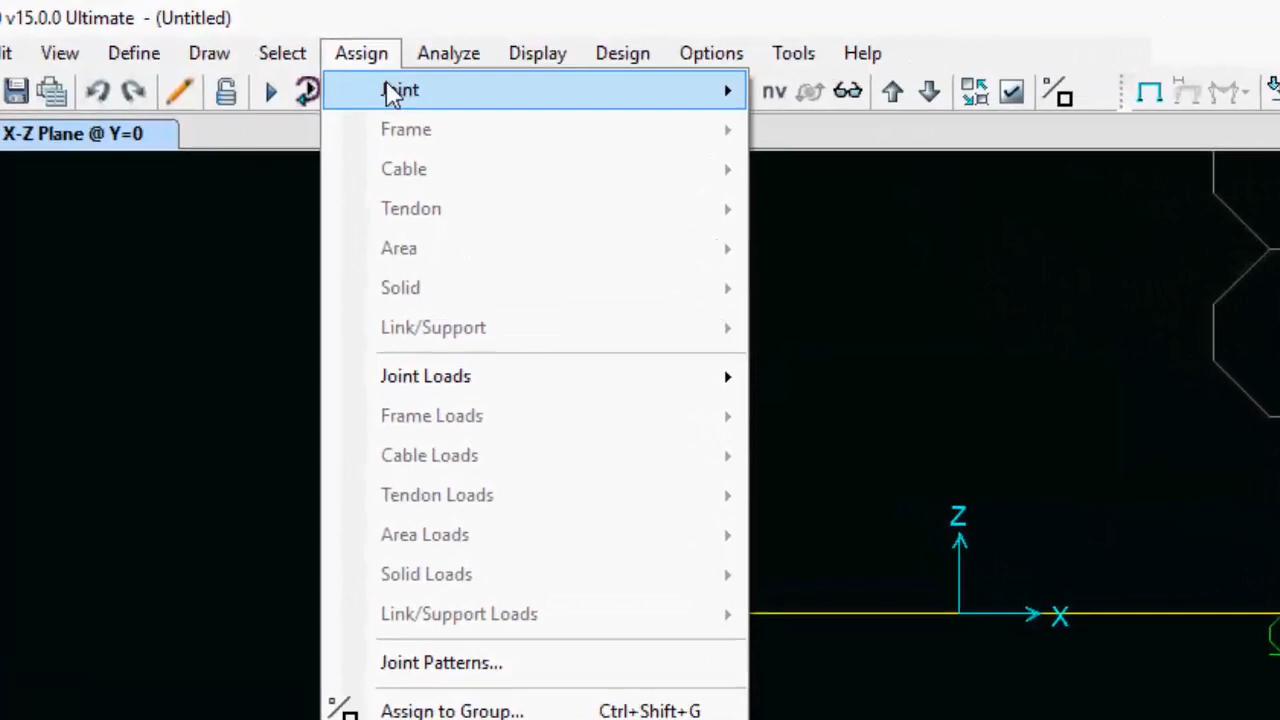 v15.0.0 Ultimate - (Untitled)
View Define Draw Select Assign Analyze Display Design Options Tools Help
nv
X-Z Plane @ Y=0
Joint
Frame
Cable
Tendon
Area
Solid
Link/Support
Joint Loads
Frame Loads
Cable Loads
Tendon Loads
Area Loads
Solid Loads
Link/Support Loads
Joint Patterns...
Assign to Group... Ctrl+Shift+G
Z
X